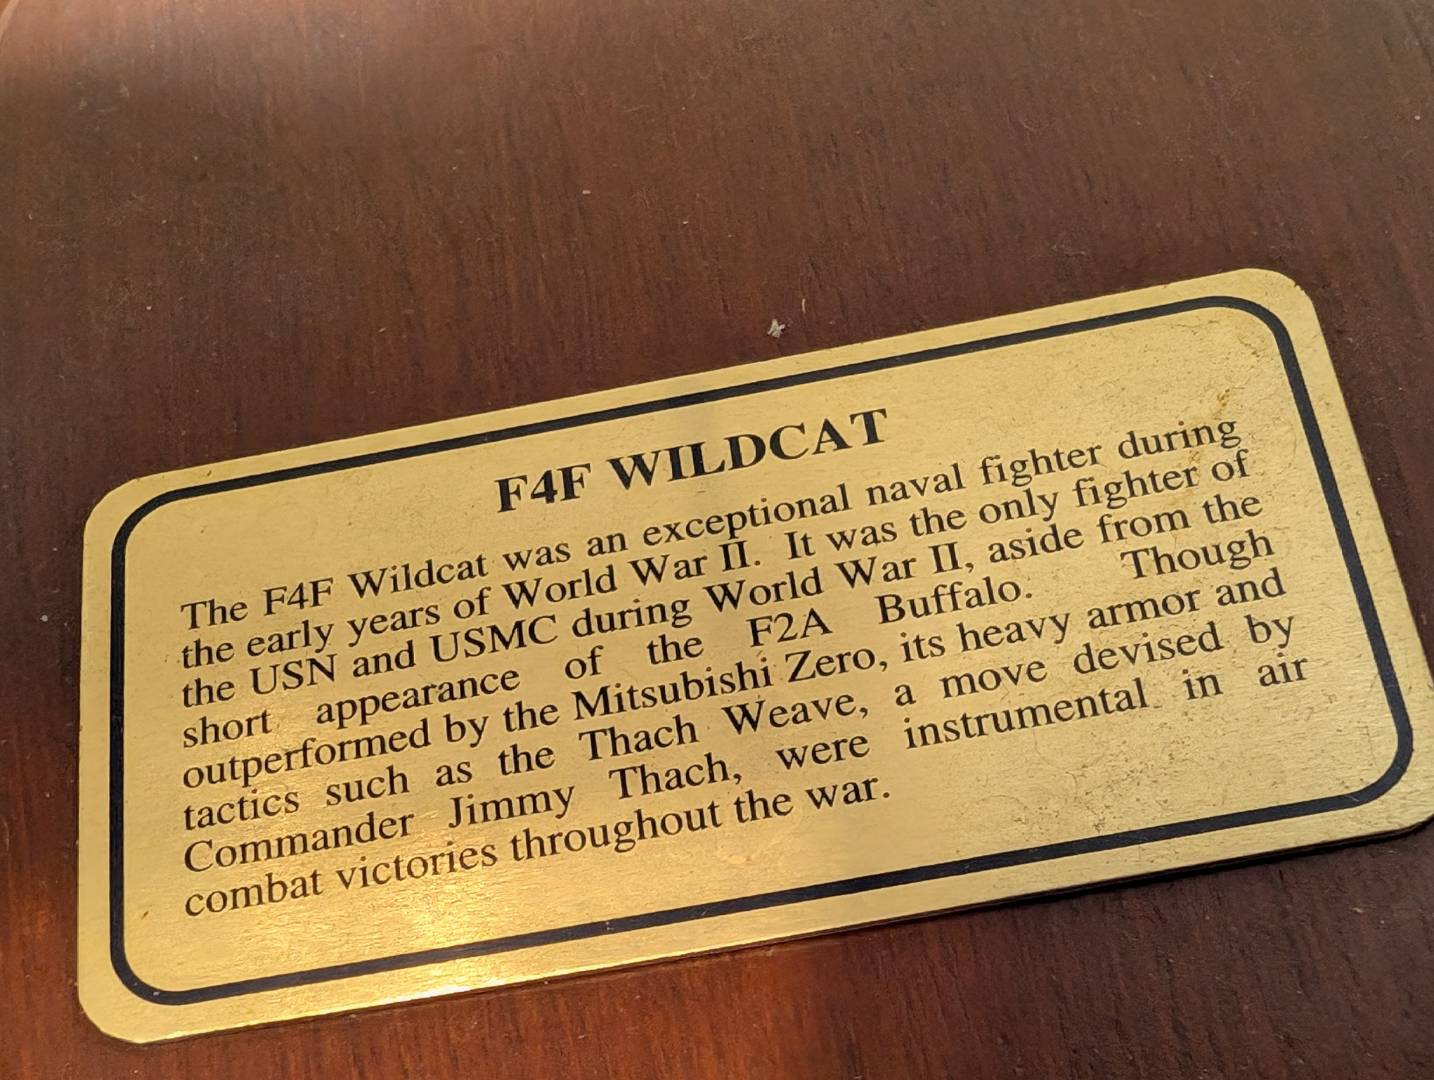 F4F WILDCAT
The F4F Wildcat was an exceptional naval fighter during
the early years of World War II. It was the only fighter of
the USN and USMC during World War II, aside from the
short appearance of the F2A Buffalo. Though
outperformed by the Mitsubishi Zero, its heavy armor and
tactics such as the Thach Weave, a move devised by
Commander Jimmy Thach, were instrumental in air
combat victories throughout the war.